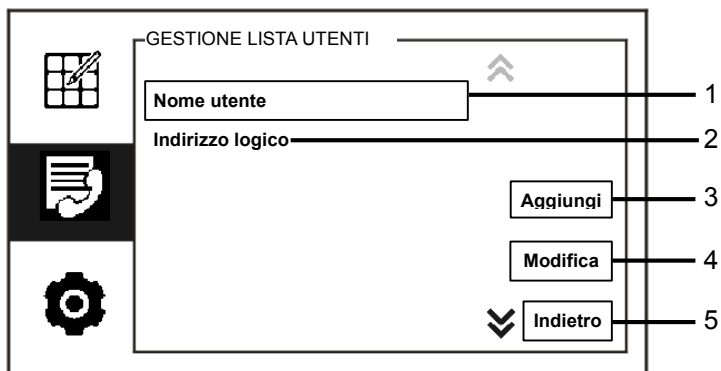 GESTIONE LISTA UTENTI
Nome utente
1
Indirizzo logico
2
Aggiungi
3
Modifica
4
Indietro
5